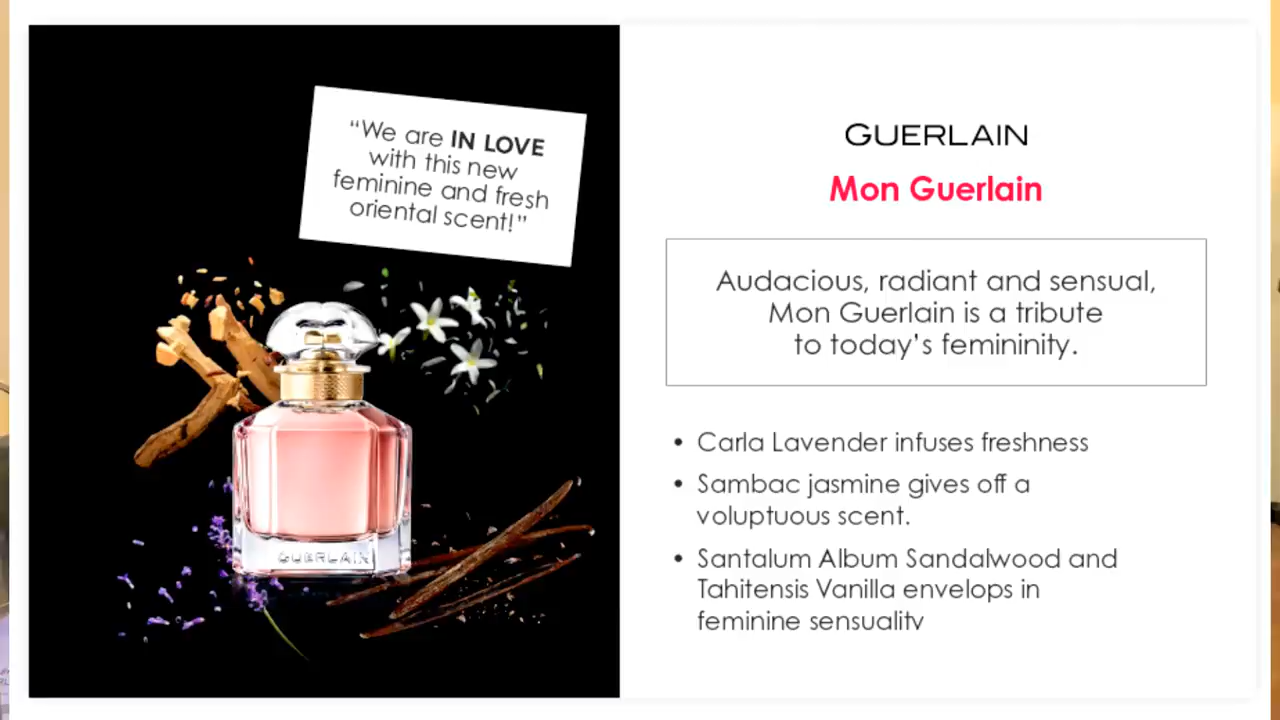 “We are IN LOVE
with this new
feminine and fresh
oriental scent!”
GUERLAIN
GUERLAIN
Mon Guerlain
Audacious, radiant and sensual,
Mon Guerlain is a tribute
to today’s femininity.
• Carla Lavender infuses freshness
• Sambac jasmine gives off a
voluptuous scent.
• Santalum Album Sandalwood and
Tahitensis Vanilla envelops in
feminine sensuality